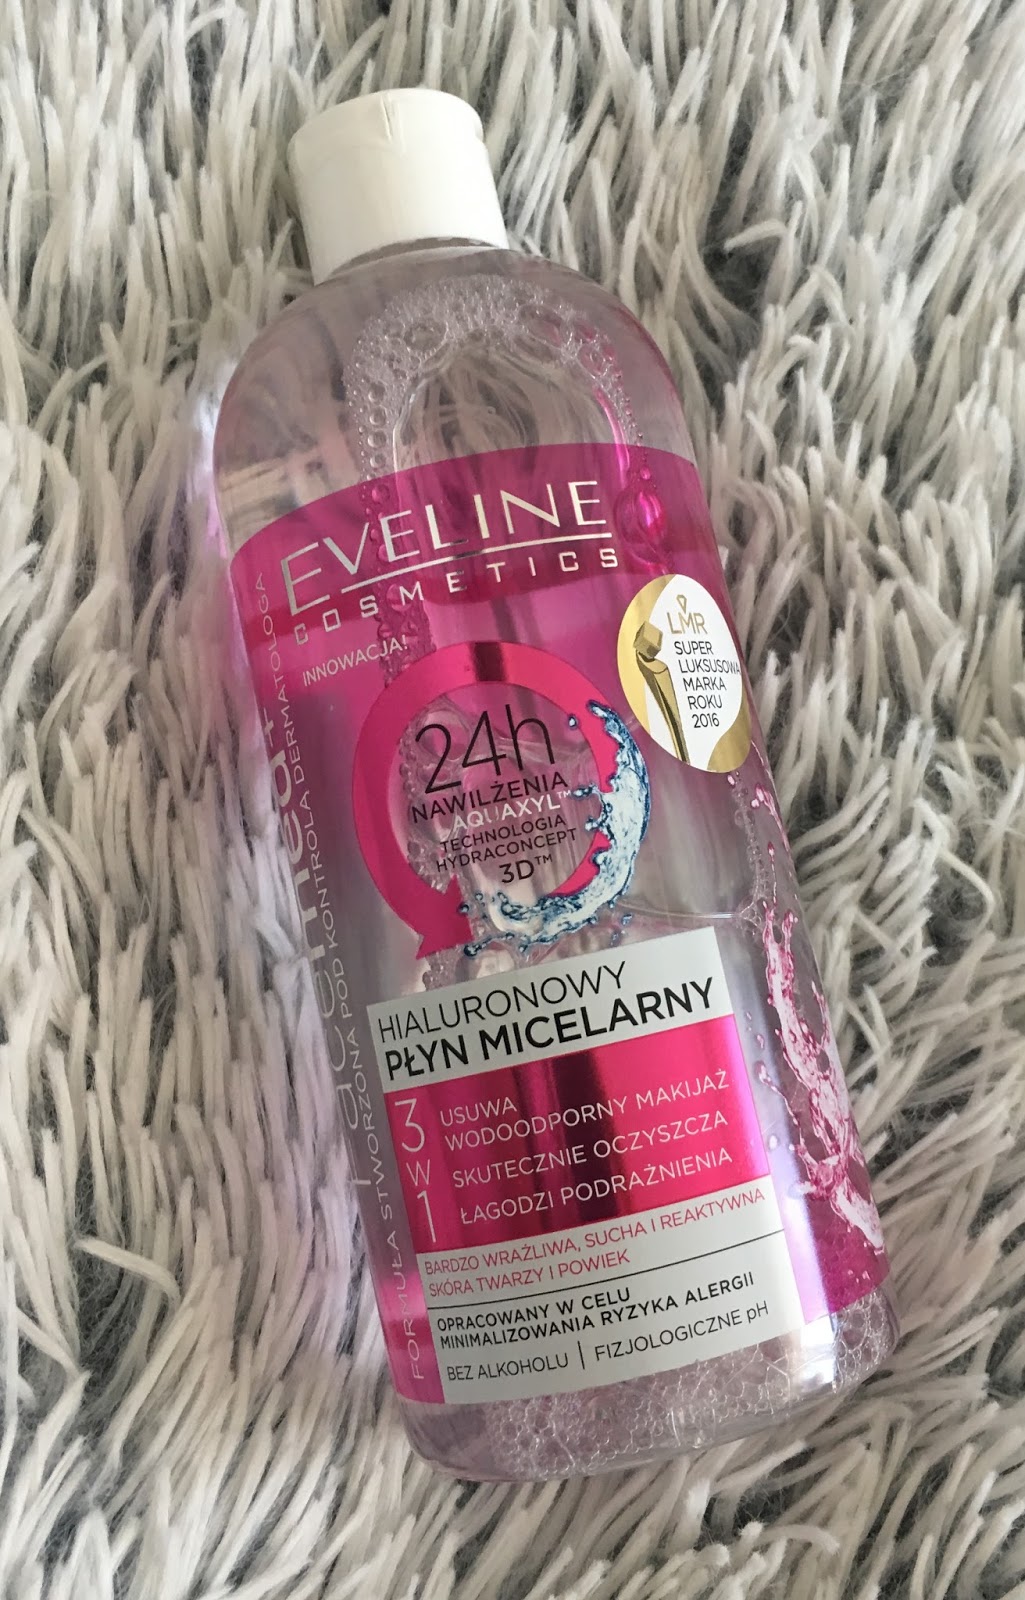 EVELINE
COSMETICS
INNOWACJA!
LMR
SUPER
LUKSUSOWA
MARKA
ROKU
2016
24h
NAWILŻENIA
AQUAXYL™
TECHNOLOGIA
HYDRACONCEPT
3D™
Facemed+
FORMUŁA STWORZONA POD KONTROLĄ DERMATOLOGA
HIALURONOWY
PŁYN MICELARNY
3 W 1
USUWA
WODOODPORNY MAKIJAŻ
SKUTECZNIE OCZYSZCZA
ŁAGODZI PODRAŻNIENIA
BARDZO WRAŻLIWA, SUCHA I REAKTYWNA
SKÓRA TWARZY I POWIEK
OPRACOWANY W CELU
MINIMALIZOWANIA RYZYKA ALERGII
BEZ ALKOHOLU | FIZJOLOGICZNE pH